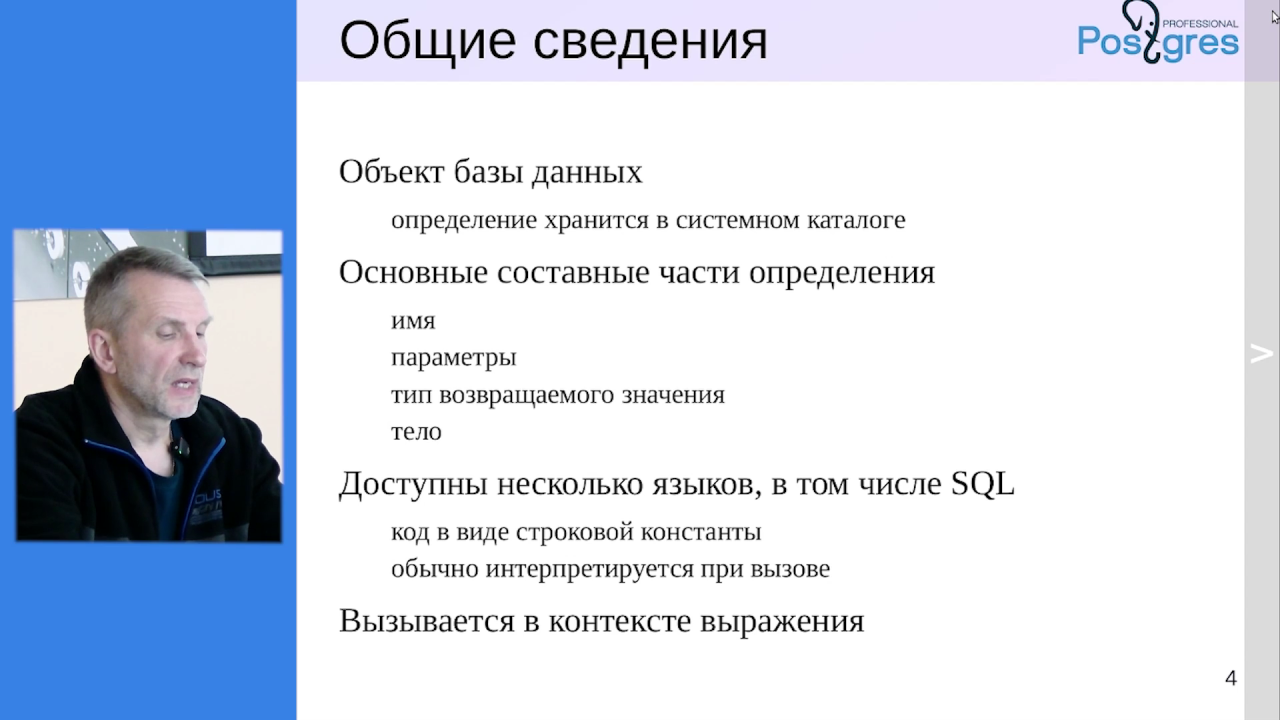 Общие сведения
PROFESSIONAL
Postgres
Объект базы данных
определение хранится в системном каталоге
Основные составные части определения
имя
параметры
тип возвращаемого значения
тело
Доступны несколько языков, в том числе SQL
код в виде строковой константы
обычно интерпретируется при вызове
Вызывается в контексте выражения
4
>